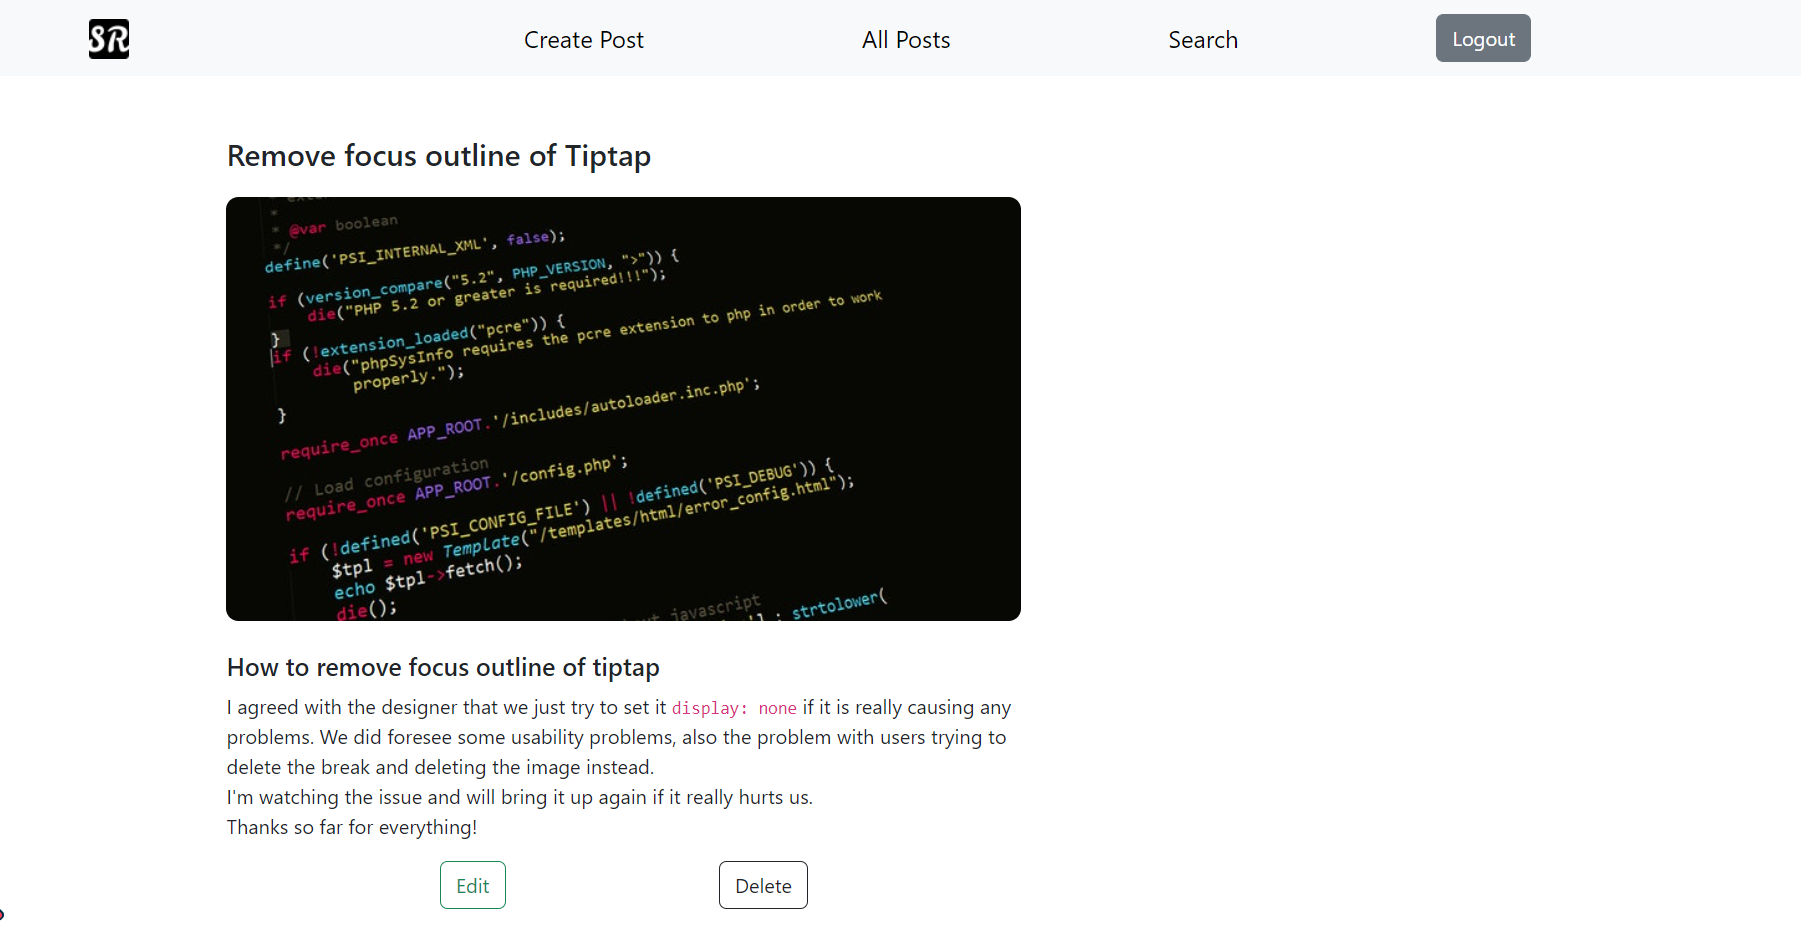 SR
Create Post
All Posts
Search
Logout
Remove focus outline of Tiptap
*
* @var boolean
*/
define('PSI_INTERNAL_XML', false);
if (version_compare("5.2", PHP_VERSION, ">")) {
die("PHP 5.2 or greater is required!!!");
}
if (!extension_loaded("pcre")) {
die("phpSysInfo requires the pcre extension to php in order to work
properly.");
}
require_once APP_ROOT.'/includes/autoloader.inc.php';
// Load configuration
require_once APP_ROOT.'/config.php';
if (!defined('PSI_CONFIG_FILE') || !defined('PSI_DEBUG')) {
$tpl = new Template("/templates/html/error_config.html");
echo $tpl->fetch();
die();
javascript
strtolower(
How to remove focus outline of tiptap
I agreed with the designer that we just try to set it display: none if it is really causing any
problems. We did foresee some usability problems, also the problem with users trying to
delete the break and deleting the image instead.
I'm watching the issue and will bring it up again if it really hurts us.
Thanks so far for everything!
Edit
Delete